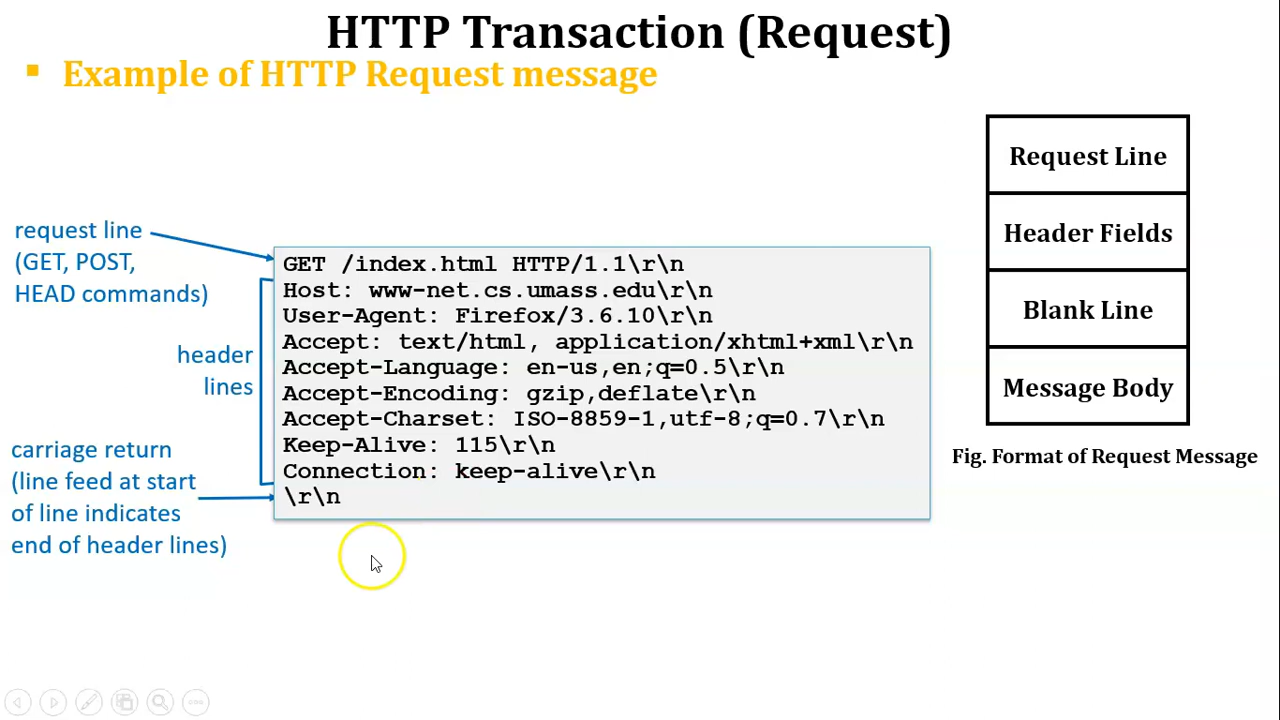 HTTP Transaction (Request)
▪ Example of HTTP Request message
request line
(GET, POST,
HEAD commands)
header
lines
carriage return
(line feed at start
of line indicates
end of header lines)
GET /index.html HTTP/1.1\r\n
Host: www-net.cs.umass.edu\r\n
User-Agent: Firefox/3.6.10\r\n
Accept: text/html, application/xhtml+xml\r\n
Accept-Language: en-us,en;q=0.5\r\n
Accept-Encoding: gzip,deflate\r\n
Accept-Charset: ISO-8859-1,utf-8;q=0.7\r\n
Keep-Alive: 115\r\n
Connection: keep-alive\r\n
\r\n
Request Line
Header Fields
Blank Line
Message Body
Fig. Format of Request Message